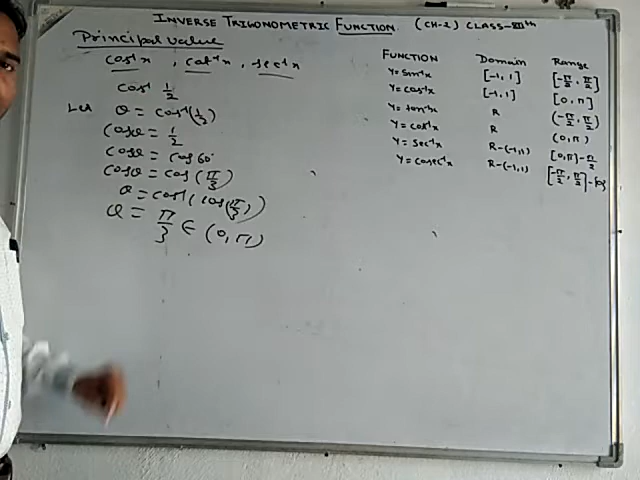 INVERSE TRIGONOMETRIC FUNCTION (CH-2) CLASS-XIIth
Principal value
cos⁻¹x, cot⁻¹x, sec⁻¹x
cos⁻¹ 1/2
Let θ = cos⁻¹(1/2)
cosθ = 1/2
cosθ = cos 60°
cosθ = cos (π/3)
θ = cos⁻¹(cos(π/3))
θ = π/3 ∈ (0, π)
FUNCTION Domain Range
Y = sin⁻¹x [-1, 1] [-π/2, π/2]
Y = cos⁻¹x [-1, 1] [0, π]
Y = tan⁻¹x R (-π/2, π/2)
Y = cot⁻¹x R (0, π)
Y = sec⁻¹x R-(-1,1) [0, π] - π/2
Y = cosec⁻¹x R-(-1,1) [-π/2, π/2] - {0}